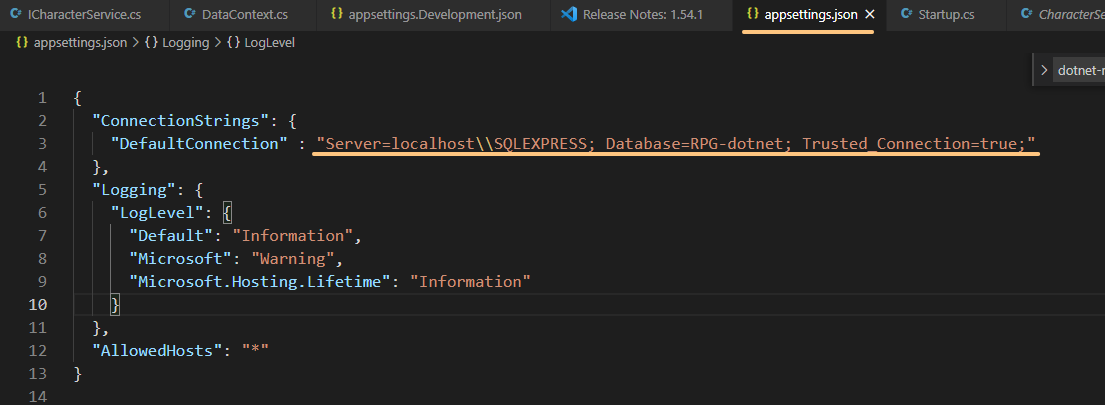 ICharacterService.cs DataContext.cs appsettings.Development.json Release Notes: 1.54.1 appsettings.json Startup.cs CharacterSe
appsettings.json > {} Logging > {} LogLevel
dotnet-r
1 {
2 "ConnectionStrings": {
3 "DefaultConnection" : "Server=localhost\\SQLEXPRESS; Database=RPG-dotnet; Trusted_Connection=true;"
4 },
5 "Logging": {
6 "LogLevel": {
7 "Default": "Information",
8 "Microsoft": "Warning",
9 "Microsoft.Hosting.Lifetime": "Information"
10 }
11 },
12 "AllowedHosts": "*"
13 }
14